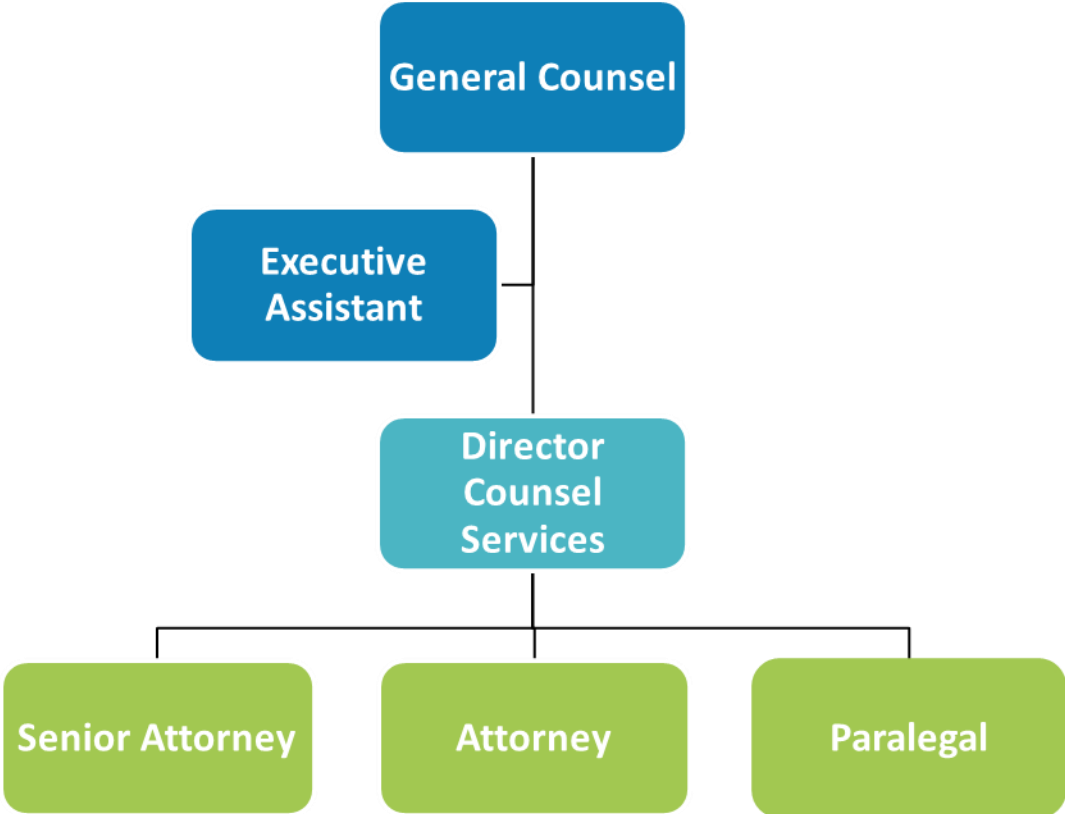 General Counsel
Executive
Assistant
Director
Counsel
Services
Senior Attorney
Attorney
Paralegal